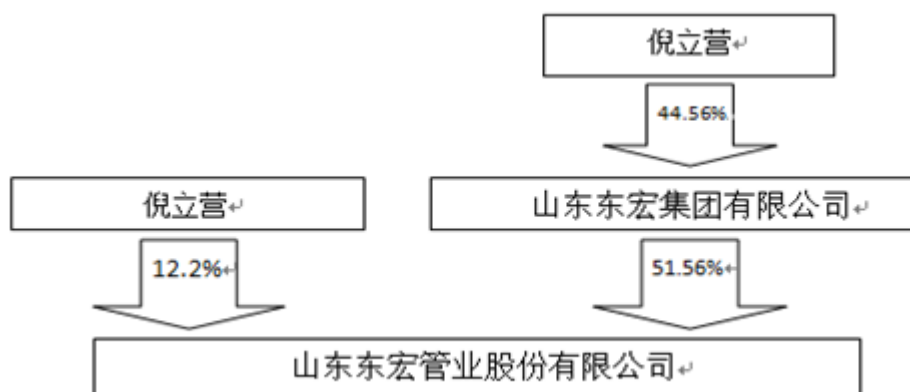 倪立营
44.56%
倪立营
山东东宏集团有限公司
12.2%
51.56%
山东东宏管业股份有限公司